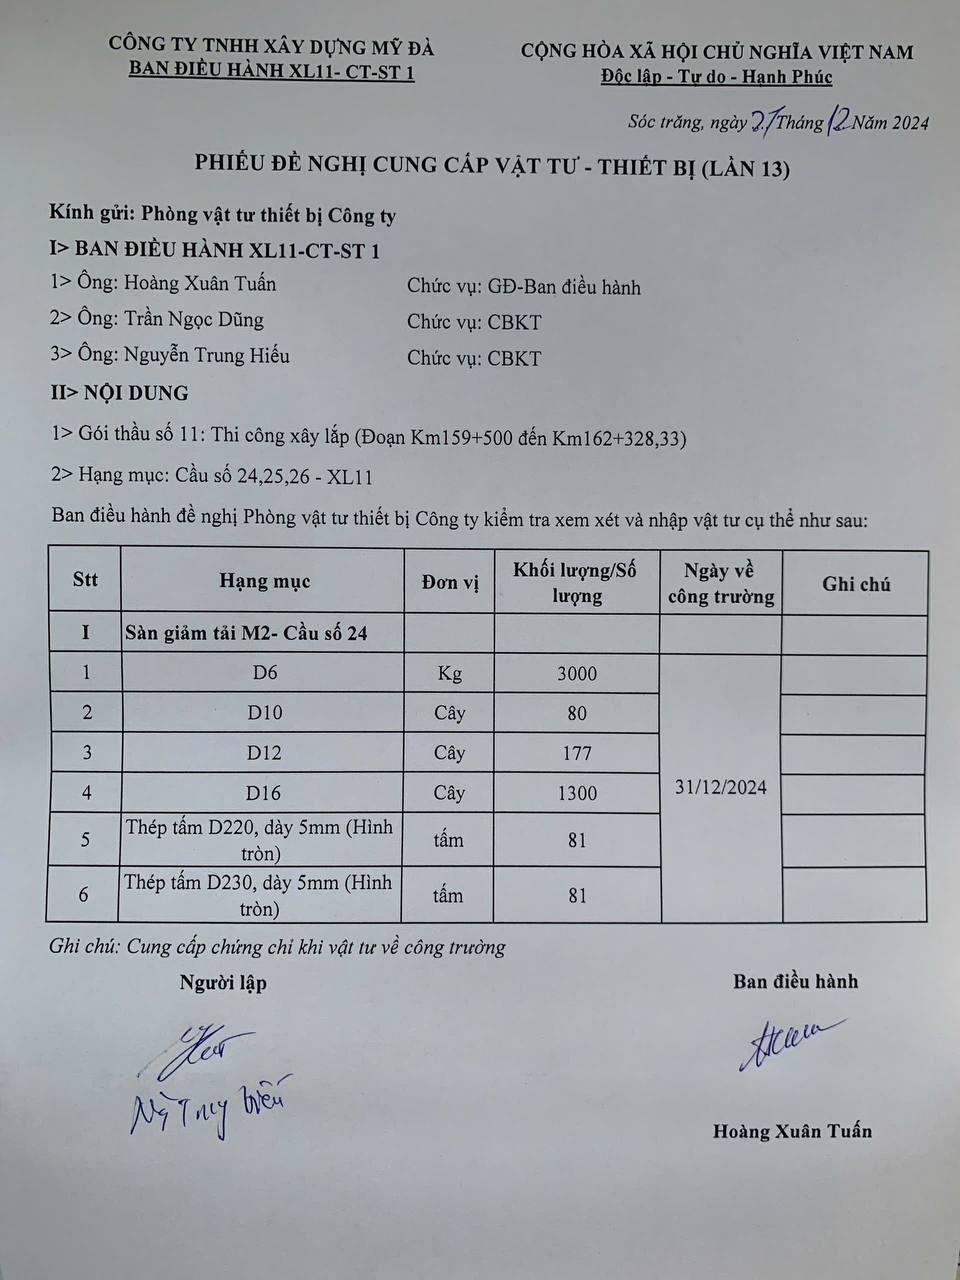 CÔNG TY TNHH XÂY DỰNG MỸ ĐÀ
BAN ĐIỀU HÀNH XL11- CT-ST 1
CỘNG HÒA XÃ HỘI CHỦ NGHĨA VIỆT NAM
Độc lập - Tự do - Hạnh Phúc
Sóc trăng, ngày 27 Tháng 12 Năm 2024
PHIẾU ĐỀ NGHỊ CUNG CẤP VẬT TƯ - THIẾT BỊ (LẦN 13)
Kính gửi: Phòng vật tư thiết bị Công ty
I> BAN ĐIỀU HÀNH XL11-CT-ST 1
1> Ông: Hoàng Xuân Tuấn Chức vụ: GĐ-Ban điều hành
2> Ông: Trần Ngọc Dũng Chức vụ: CBKT
3> Ông: Nguyễn Trung Hiếu Chức vụ: CBKT
II> NỘI DUNG
1> Gói thầu số 11: Thi công xây lắp (Đoạn Km159+500 đến Km162+328,33)
2> Hạng mục: Cầu số 24,25,26 - XL11
Ban điều hành đề nghị Phòng vật tư thiết bị Công ty kiểm tra xem xét và nhập vật tư cụ thể như sau:
Stt Hạng mục Đơn vị Khối lượng/Số lượng Ngày về công trường Ghi chú
I Sàn giảm tải M2- Cầu số 24
1 D6 Kg 3000
2 D10 Cây 80
3 D12 Cây 177
4 D16 Cây 1300
31/12/2024
5 Thép tấm D220, dày 5mm (Hình tròn) tấm 81
6 Thép tấm D230, dày 5mm (Hình tròn) tấm 81
Ghi chú: Cung cấp chứng chỉ khi vật tư về công trường
Người lập Ban điều hành
Hoàng Xuân Tuấn